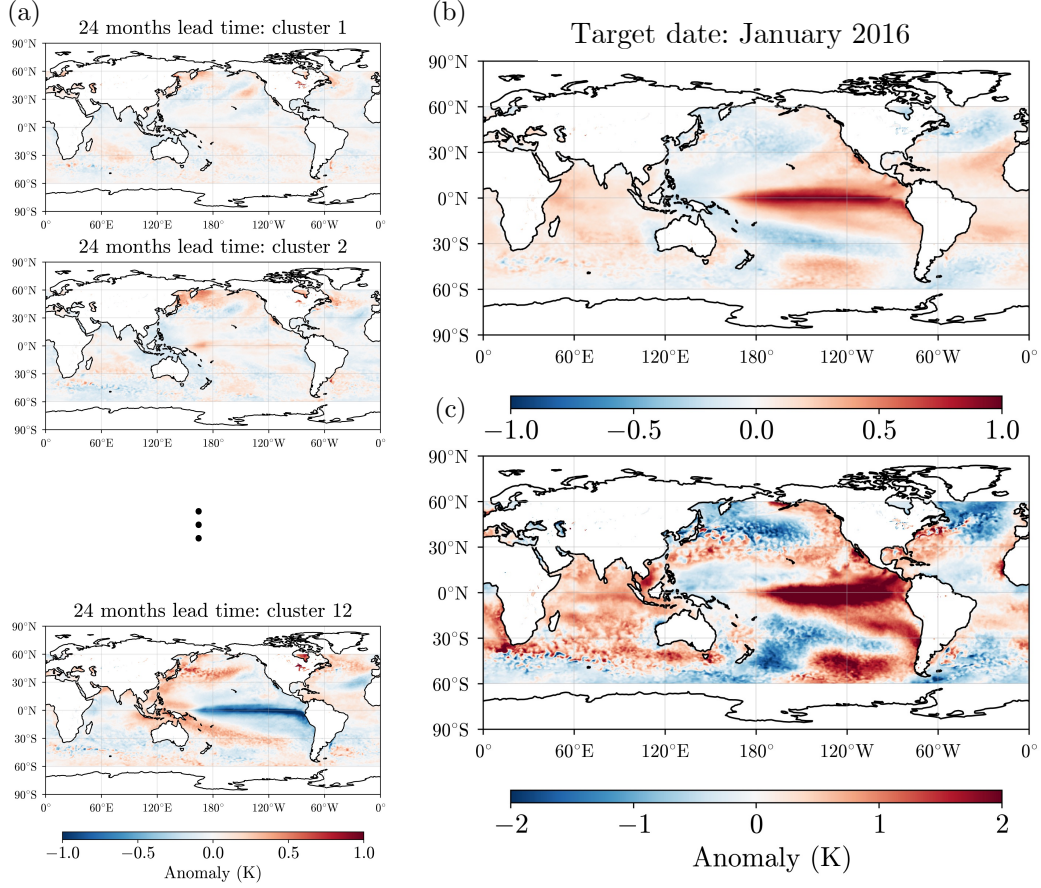 (a)
24 months lead time: cluster 1
90°N
60°N
30°N
0°N
30°S
60°S
90°S
0° 60°E 120°E 180° 120°W 60°W 0°
24 months lead time: cluster 2
90°N
60°N
30°N
0°N
30°S
60°S
90°S
0° 60°E 120°E 180° 120°W 60°W 0°
24 months lead time: cluster 12
90°N
60°N
30°N
0°N
30°S
60°S
90°S
0° 60°E 120°E 180° 120°W 60°W 0°
−1.0 −0.5 0.0 0.5 1.0
Anomaly (K)
(b)
Target date: January 2016
90°N
60°N
30°N
0°N
30°S
60°S
90°S
0° 60°E 120°E 180° 120°W 60°W 0°
−1.0 −0.5 0.0 0.5 1.0
(c)
90°N
60°N
30°N
0°N
30°S
60°S
90°S
0° 60°E 120°E 180° 120°W 60°W 0°
−2 −1 0 1 2
Anomaly (K)